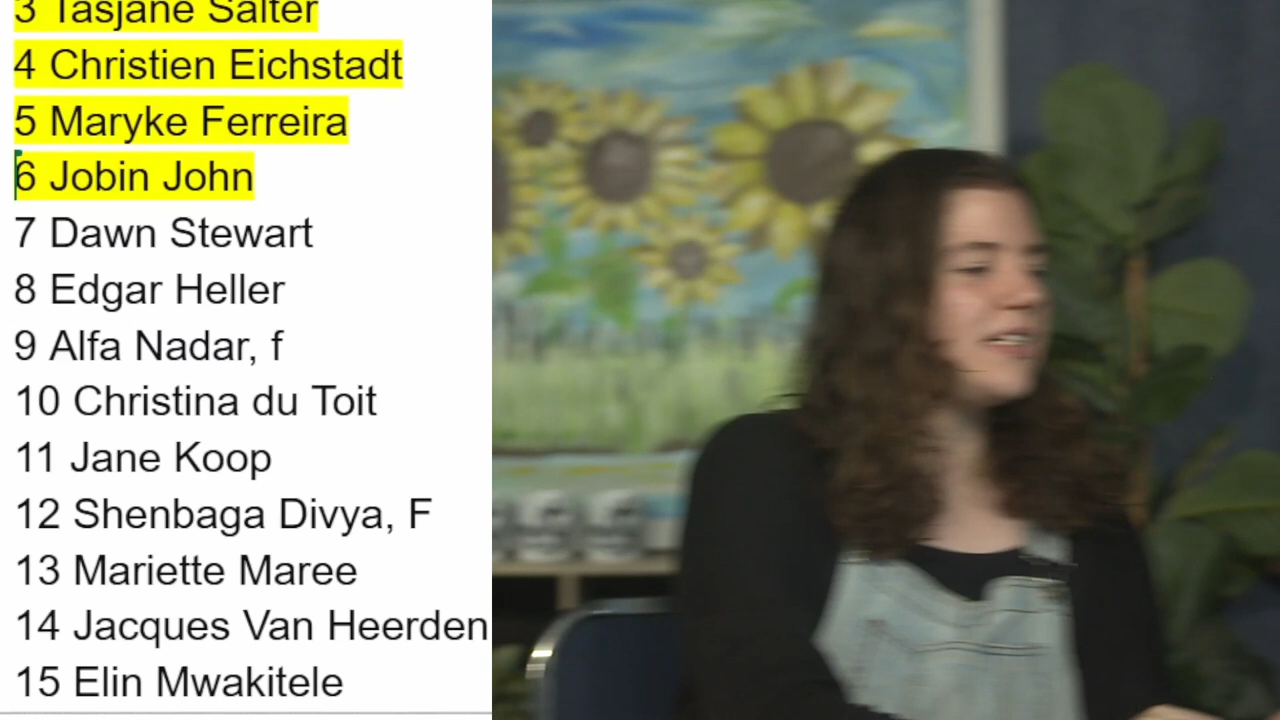 3 Tasjane Salter
4 Christien Eichstadt
5 Maryke Ferreira
6 Jobin John
7 Dawn Stewart
8 Edgar Heller
9 Alfa Nadar, f
10 Christina du Toit
11 Jane Koop
12 Shenbaga Divya, F
13 Mariette Maree
14 Jacques Van Heerden
15 Elin Mwakitele